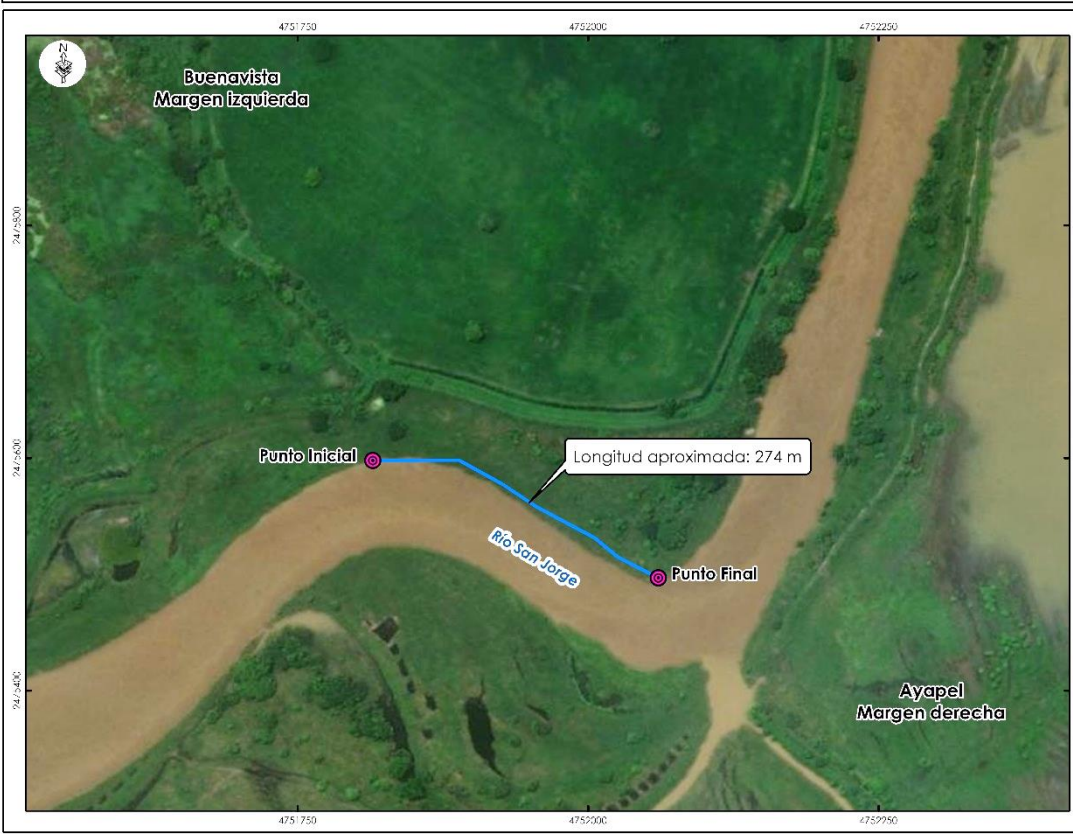 4751750
4752000
4752250
N
Buenavista
Margen izquierda
2475800
Punto Inicial
2475600
Longitud aproximada: 274 m
Río San Jorge
Punto Final
2475400
Ayapel
Margen derecha
4751750
4752000
4752250